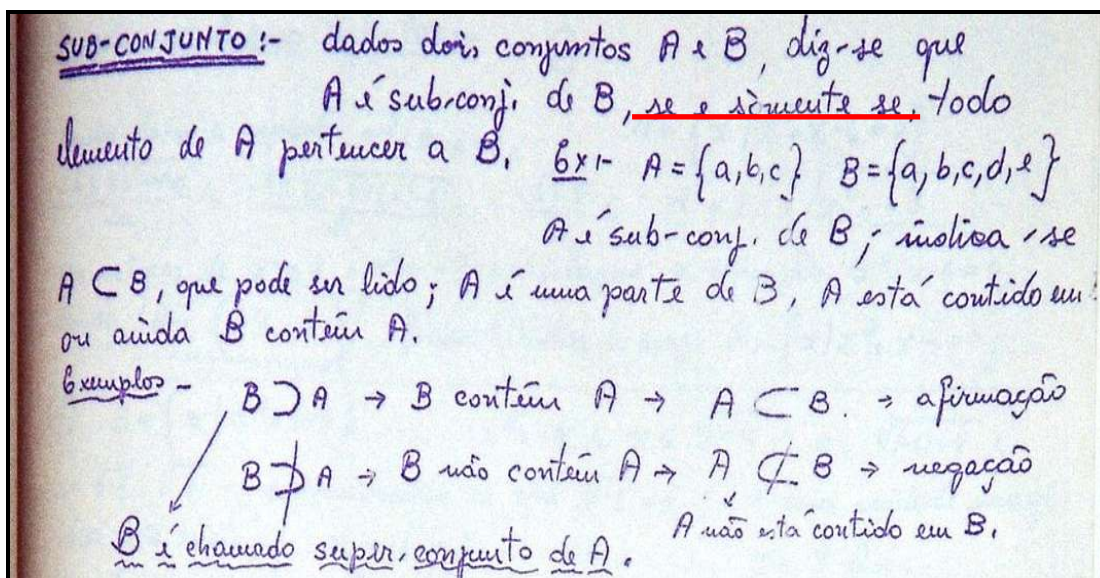 SUB-CONJUNTO:- dados dois conjuntos A e B, diz-se que
A é sub-conj. de B, se e sòmente se, todo
elemento de A pertencer a B. Ex:- A = {a,b,c} B = {a,b,c,d,e}
A é sub-conj. de B; indica-se
A ⊂ B, que pode ser lido; A é uma parte de B, A está contido em
ou ainda B contém A.
Exemplos - B ⊃ A → B contém A → A ⊂ B. → afirmação
B ⊅ A → B não contém A → A ⊄ B → negação
A não está contido em B.
B é chamado super-conjunto de A.